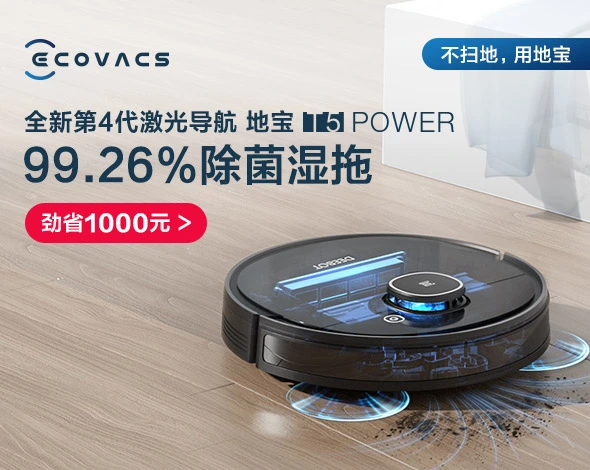 ECOVACS
不扫地，用地宝
全新第4代激光导航 地宝 T5 POWER
99.26%除菌湿拖
劲省1000元 >
DEEBOT